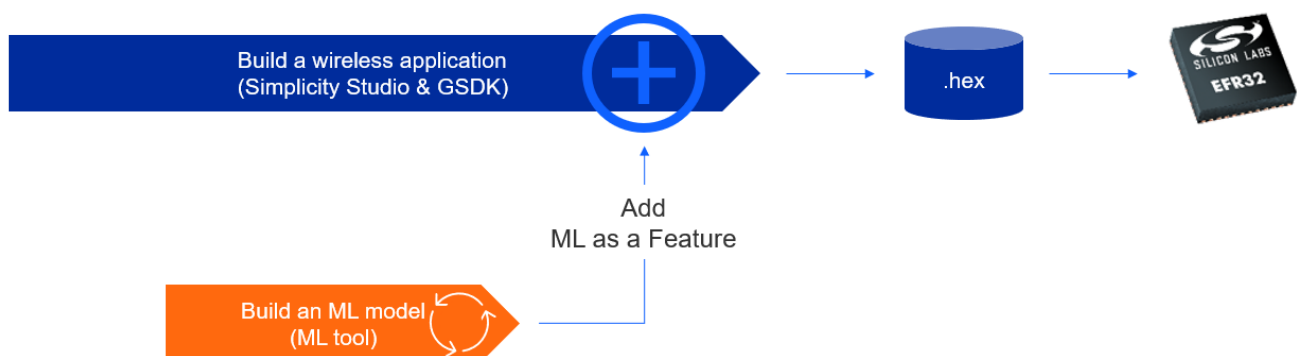 Build a wireless application
(Simplicity Studio & GSDK)
.hex
SILICON LABS
EFR32
Add
ML as a Feature
Build an ML model
(ML tool)